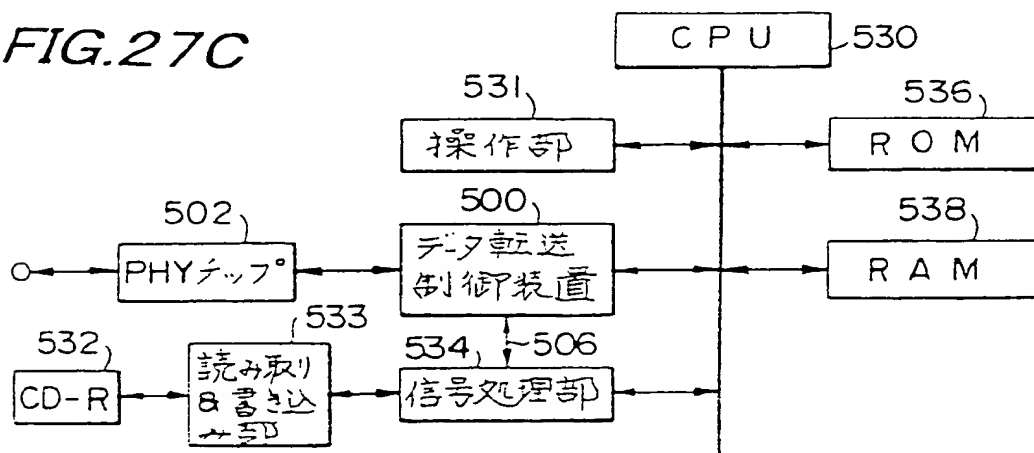 FIG.27C
CPU
530
531
操作部
536
ROM
502
PHYチップ
500
データ転送
制御装置
538
RAM
532
CD-R
533
読み取り
&書き込
み部
534
信号処理部
506